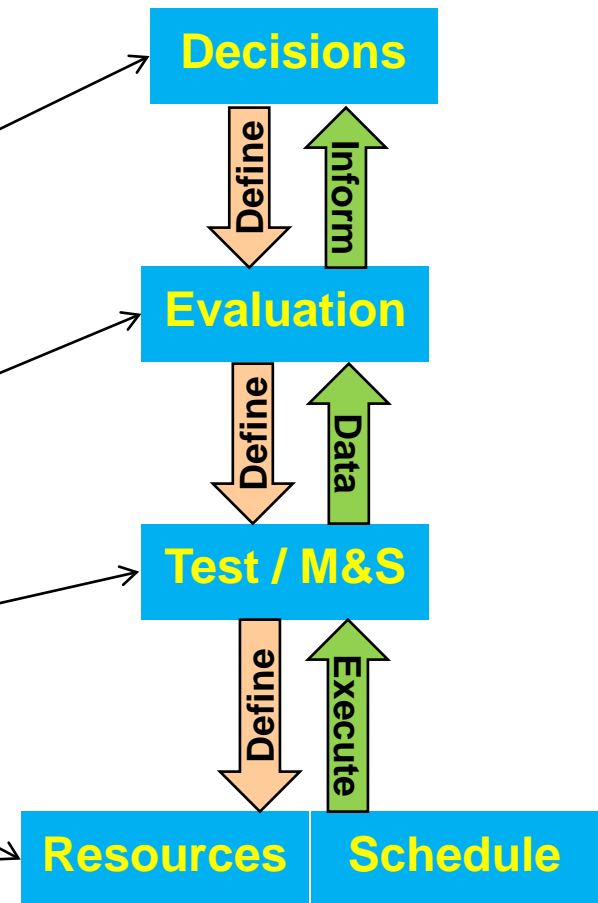 Decisions
Define
Inform
Evaluation
Define
Data
Test / M&S
Define
Execute
Resources
Schedule